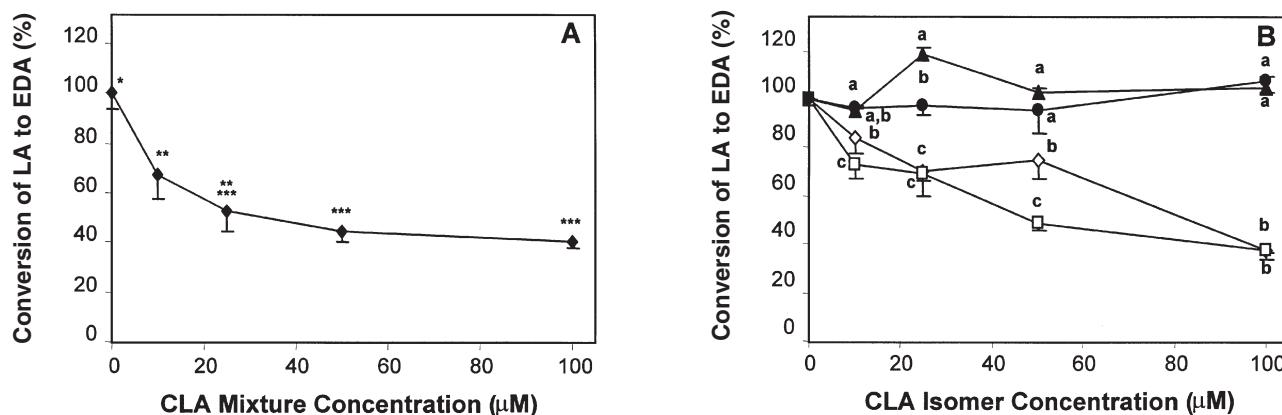 A
Conversion of LA to EDA (%)
120
100
80
60
40
20
0
*
**
**
***
***
***
0 20 40 60 80 100
CLA Mixture Concentration (μM)
B
Conversion of LA to EDA (%)
120
100
80
60
40
20
0
a
a
a
a
b
a
a,b
a
b
b
c
c
c
c
b
b
0 20 40 60 80 100
CLA Isomer Concentration (μM)